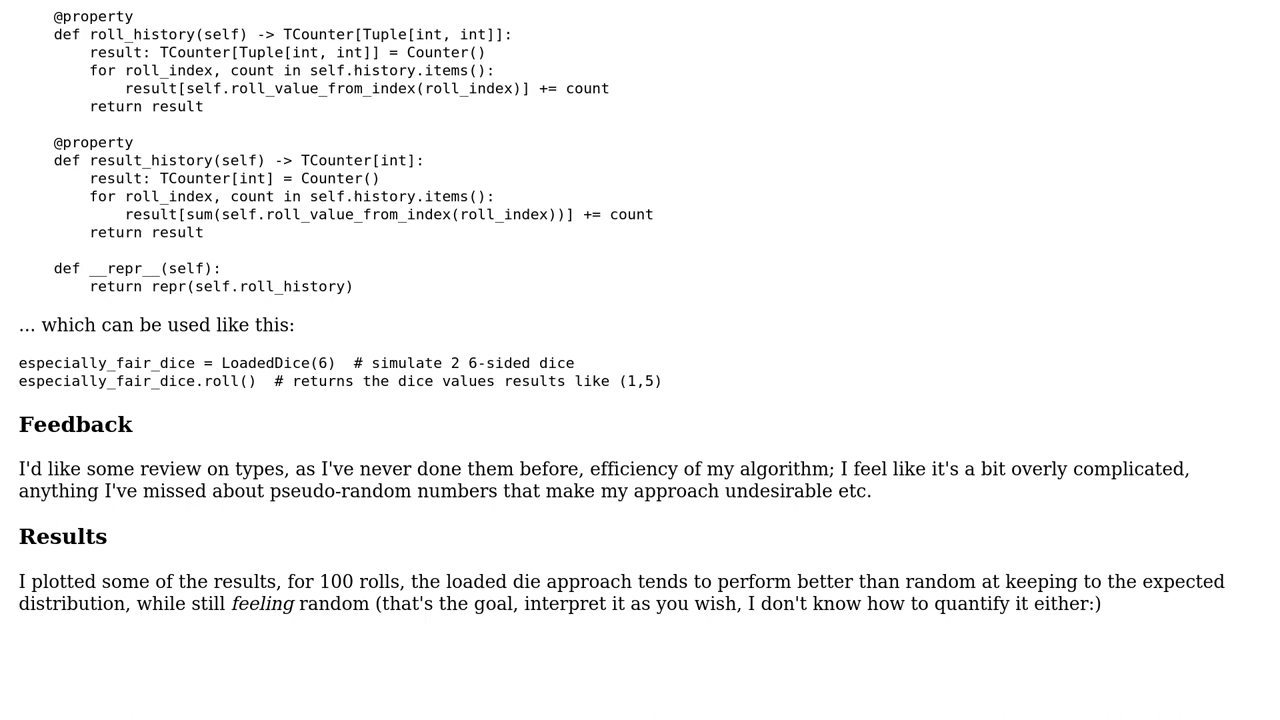 @property
    def roll_history(self) -> TCounter[Tuple[int, int]]:
        result: TCounter[Tuple[int, int]] = Counter()
        for roll_index, count in self.history.items():
            result[self.roll_value_from_index(roll_index)] += count
        return result

    @property
    def result_history(self) -> TCounter[int]:
        result: TCounter[int] = Counter()
        for roll_index, count in self.history.items():
            result[sum(self.roll_value_from_index(roll_index))] += count
        return result

    def __repr__(self):
        return repr(self.roll_history)

... which can be used like this:

especially_fair_dice = LoadedDice(6)  # simulate 2 6-sided dice
especially_fair_dice.roll()  # returns the dice values results like (1,5)

Feedback

I'd like some review on types, as I've never done them before, efficiency of my algorithm; I feel like it's a bit overly complicated,
anything I've missed about pseudo-random numbers that make my approach undesirable etc.

Results

I plotted some of the results, for 100 rolls, the loaded die approach tends to perform better than random at keeping to the expected
distribution, while still feeling random (that's the goal, interpret it as you wish, I don't know how to quantify it either:)